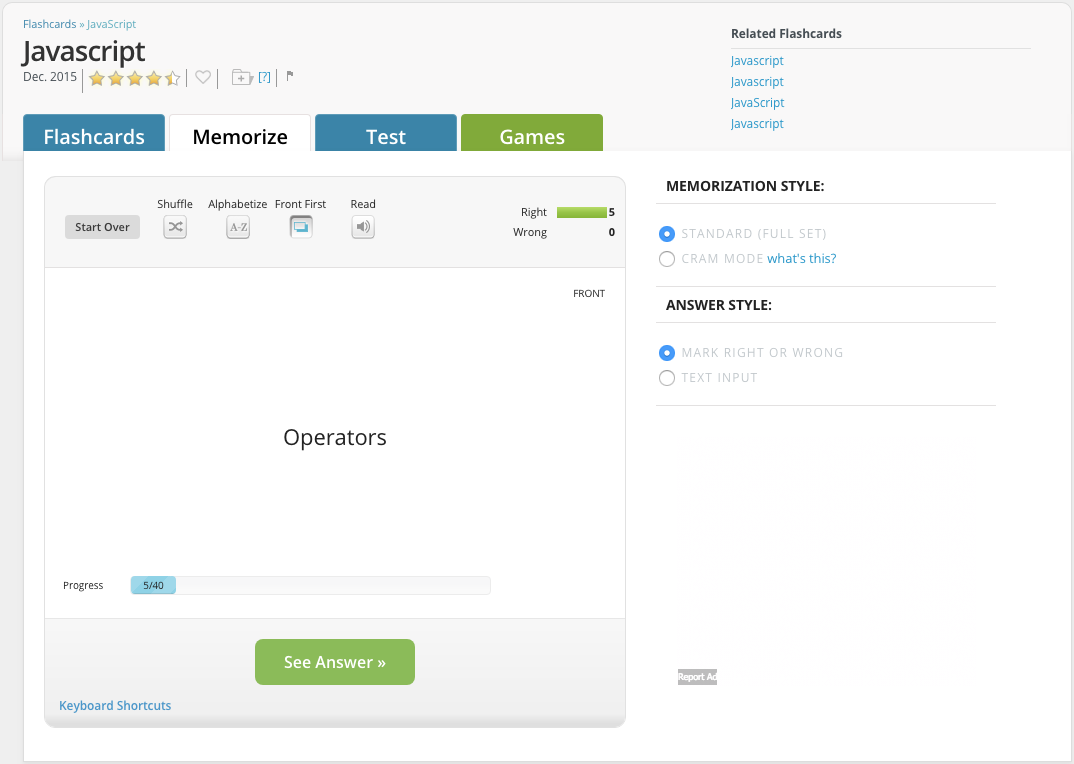 Flashcards » JavaScript
Javascript
Dec. 2015
[?]
Related Flashcards
Javascript
Javascript
JavaScript
Javascript
Flashcards
Memorize
Test
Games
Start Over
Shuffle
Alphabetize
A-Z
Front First
Read
Right 5
Wrong 0
FRONT
Operators
Progress 5/40
See Answer »
Keyboard Shortcuts
MEMORIZATION STYLE:
STANDARD (FULL SET)
CRAM MODE what's this?
ANSWER STYLE:
MARK RIGHT OR WRONG
TEXT INPUT
Report Ad